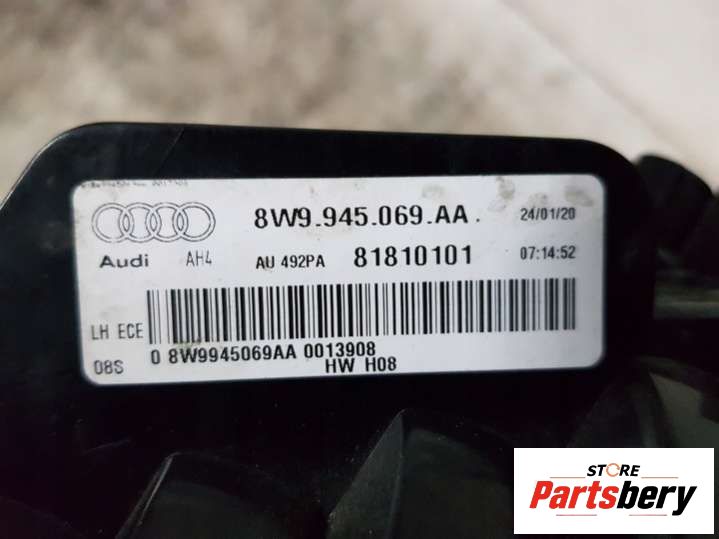 8W9.945.069.AA. 24/01/20
Audi AH4 AU 492PA 81810101 07:14:52
LH ECE
08S 0 8W9945069AA 0013908
HW H08
STORE
Partsbery